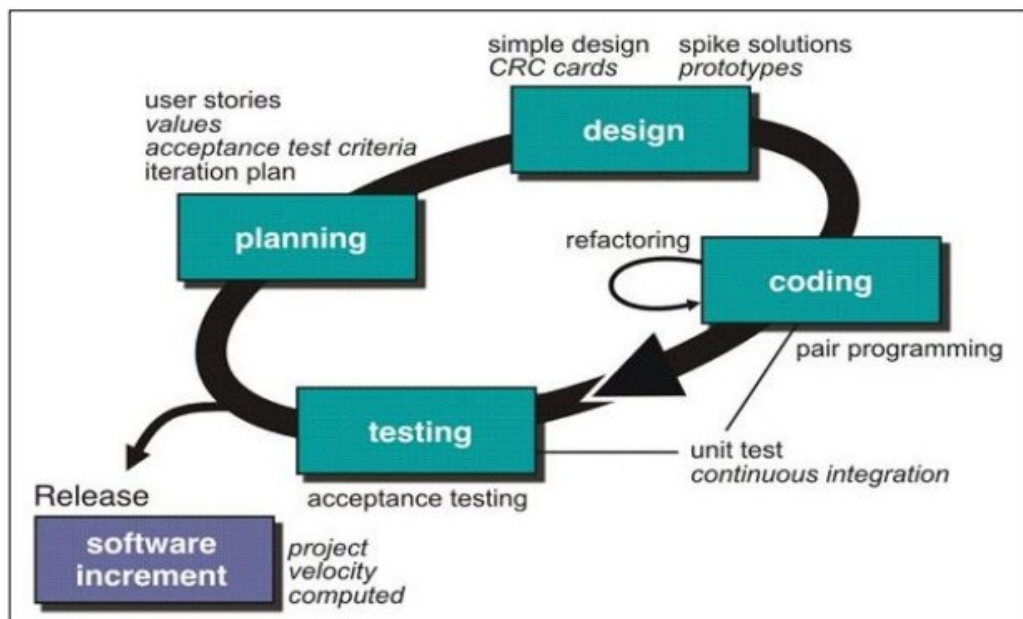 simple design
CRC cards
spike solutions
prototypes
user stories
values
acceptance test criteria
iteration plan
design
planning
refactoring
coding
pair programming
testing
unit test
continuous integration
acceptance testing
Release
software
increment
project
velocity
computed